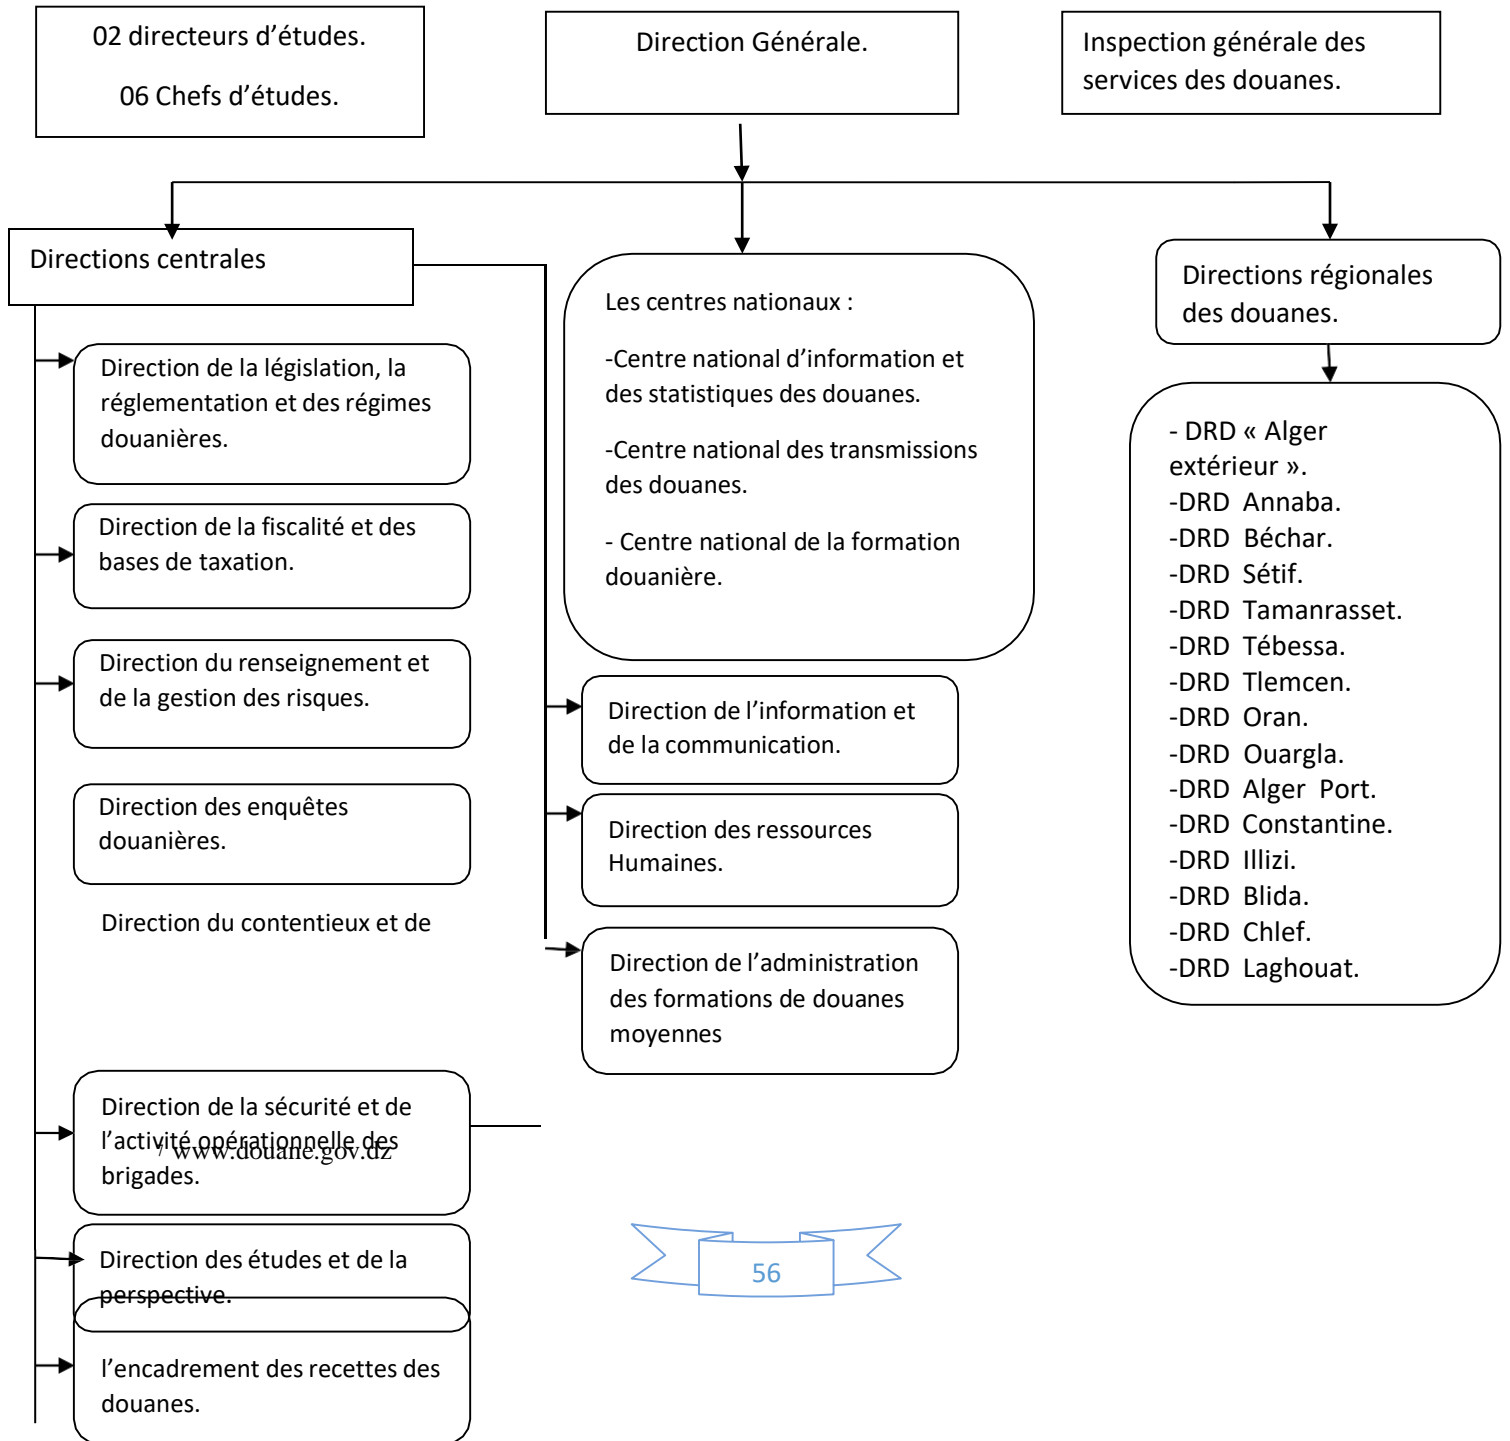 02 directeurs d’études.
06 Chefs d’études.
Direction Générale.
Inspection générale des
services des douanes.
Directions centrales
Direction de la législation, la
réglementation et des régimes
douanières.
Direction de la fiscalité et des
bases de taxation.
Direction du renseignement et
de la gestion des risques.
Direction des enquêtes
douanières.
Direction du contentieux et de
Direction de la sécurité et de
l’activité opérationnelle des
brigades.
7 www.douane.gov.dz
Direction des études et de la
perspective.
l’encadrement des recettes des
douanes.
Les centres nationaux :
-Centre national d’information et
des statistiques des douanes.
-Centre national des transmissions
des douanes.
- Centre national de la formation
douanière.
Direction de l’information et
de la communication.
Direction des ressources
Humaines.
Direction de l’administration
des formations de douanes
moyennes
Directions régionales
des douanes.
- DRD « Alger
extérieur ».
-DRD Annaba.
-DRD Béchar.
-DRD Sétif.
-DRD Tamanrasset.
-DRD Tébessa.
-DRD Tlemcen.
-DRD Oran.
-DRD Ouargla.
-DRD Alger Port.
-DRD Constantine.
-DRD Illizi.
-DRD Blida.
-DRD Chlef.
-DRD Laghouat.
56